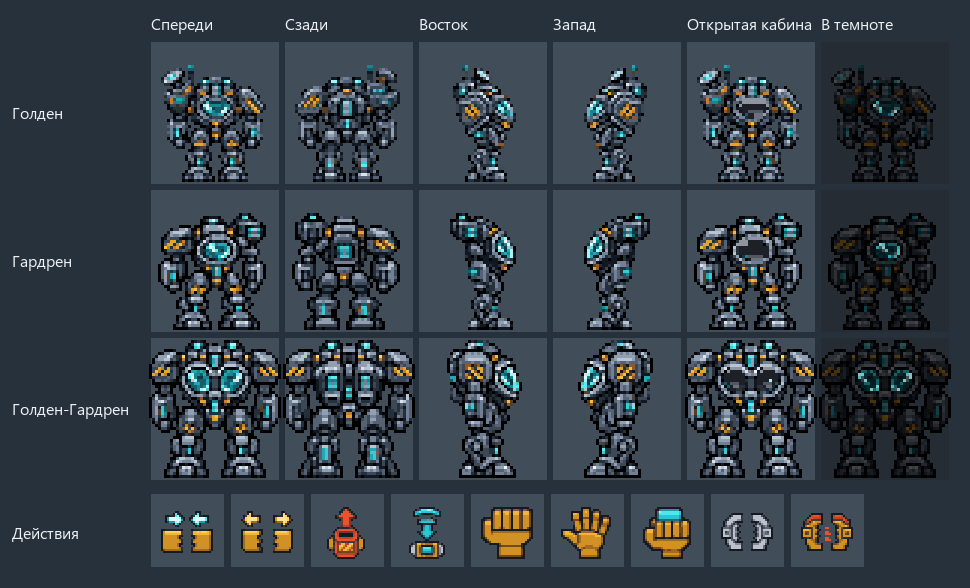 Спереди Сзади Восток Запад Открытая кабина В темноте
Голден
Гардрен
Голден-Гардрен
Действия